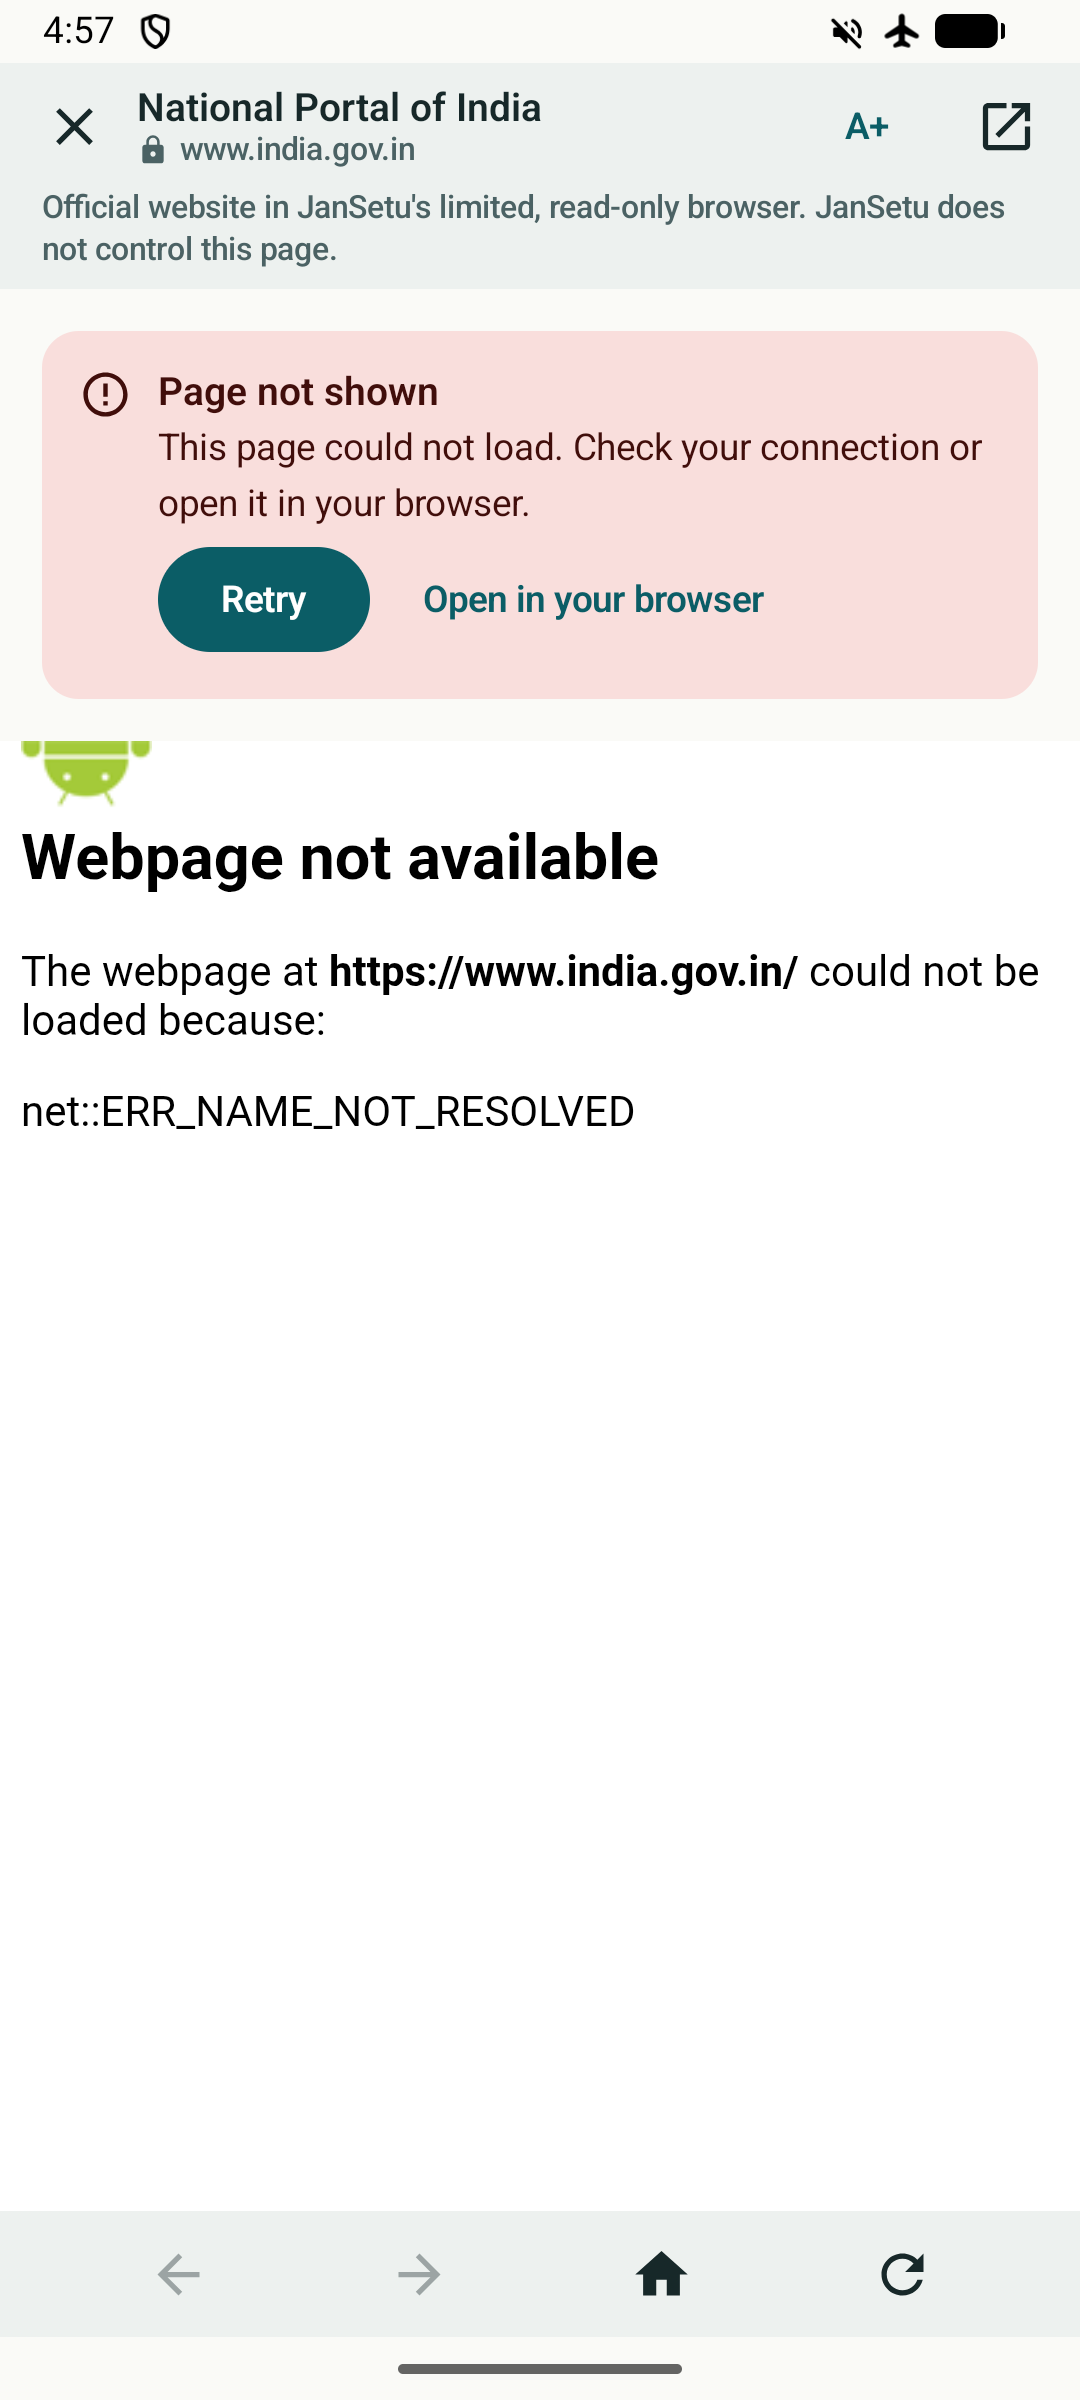 4:57
National Portal of India
www.india.gov.in
A+
Official website in JanSetu's limited, read-only browser. JanSetu does
not control this page.
Page not shown
This page could not load. Check your connection or
open it in your browser.
Retry
Open in your browser
Webpage not available
The webpage at https://www.india.gov.in/ could not be
loaded because:
net::ERR_NAME_NOT_RESOLVED